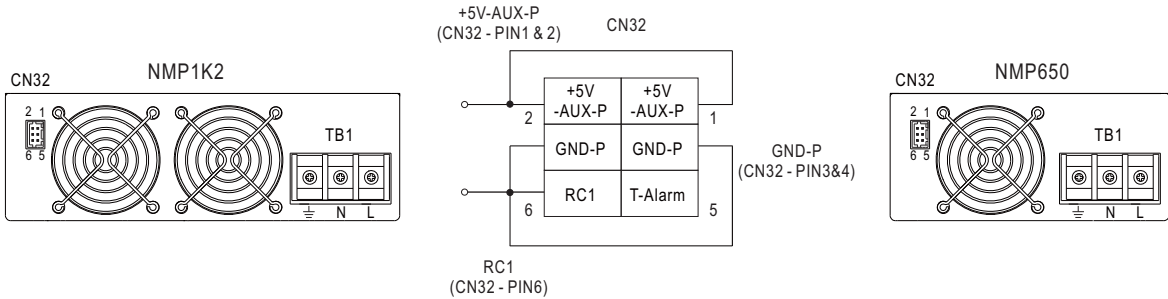 NMP1K2
CN32
2 1
6 5
TB1
N L
+5V-AUX-P
(CN32 - PIN1 & 2)
CN32
+5V
-AUX-P
+5V
-AUX-P
2
1
GND-P
GND-P
RC1
T-Alarm
6
5
GND-P
(CN32 - PIN3&4)
RC1
(CN32 - PIN6)
NMP650
CN32
2 1
6 5
TB1
N L